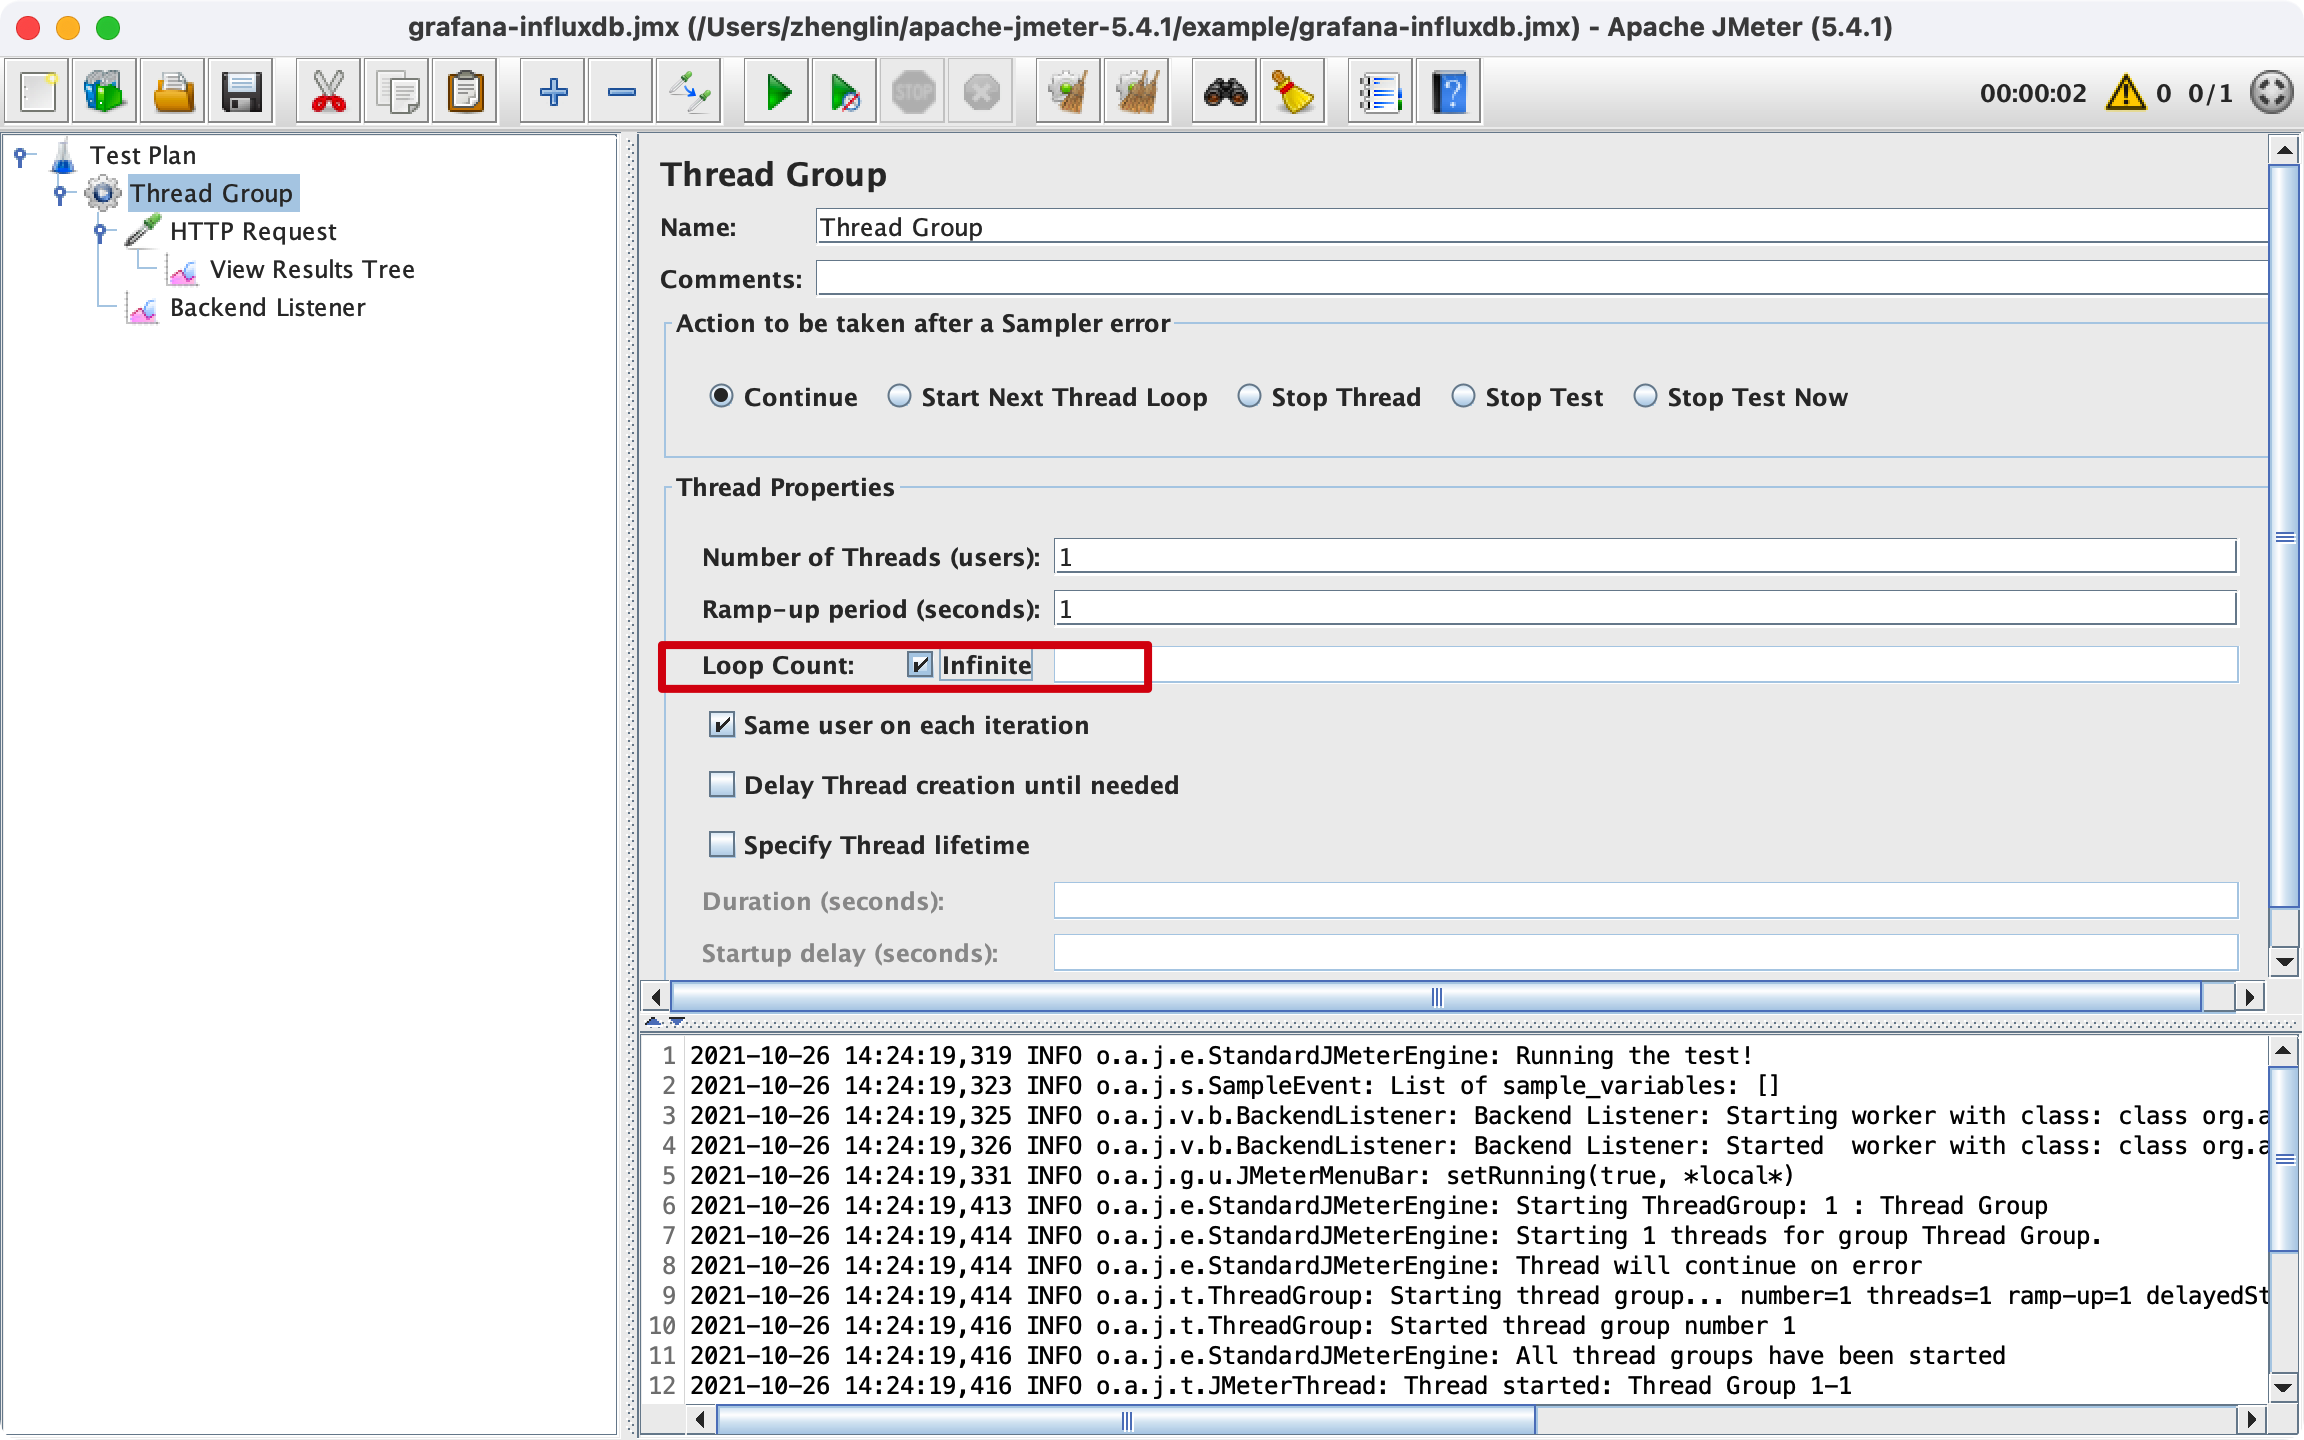 grafana-influxdb.jmx (/Users/zhenglin/apache-jmeter-5.4.1/example/grafana-influxdb.jmx) - Apache JMeter (5.4.1)
STOP
00:00:02 0 0/1
Test Plan
Thread Group
HTTP Request
View Results Tree
Backend Listener
Thread Group
Name: Thread Group
Comments:
Action to be taken after a Sampler error
Continue Start Next Thread Loop Stop Thread Stop Test Stop Test Now
Thread Properties
Number of Threads (users): 1
Ramp-up period (seconds): 1
Loop Count: Infinite
Same user on each iteration
Delay Thread creation until needed
Specify Thread lifetime
Duration (seconds):
Startup delay (seconds):
1 2021-10-26 14:24:19,319 INFO o.a.j.e.StandardJMeterEngine: Running the test!
2 2021-10-26 14:24:19,323 INFO o.a.j.s.SampleEvent: List of sample_variables: []
3 2021-10-26 14:24:19,325 INFO o.a.j.v.b.BackendListener: Backend Listener: Starting worker with class: class org.a
4 2021-10-26 14:24:19,326 INFO o.a.j.v.b.BackendListener: Backend Listener: Started  worker with class: class org.a
5 2021-10-26 14:24:19,331 INFO o.a.j.g.u.JMeterMenuBar: setRunning(true, *local*)
6 2021-10-26 14:24:19,413 INFO o.a.j.e.StandardJMeterEngine: Starting ThreadGroup: 1 : Thread Group
7 2021-10-26 14:24:19,414 INFO o.a.j.e.StandardJMeterEngine: Starting 1 threads for group Thread Group.
8 2021-10-26 14:24:19,414 INFO o.a.j.e.StandardJMeterEngine: Thread will continue on error
9 2021-10-26 14:24:19,414 INFO o.a.j.t.ThreadGroup: Starting thread group... number=1 threads=1 ramp-up=1 delayedSt
10 2021-10-26 14:24:19,416 INFO o.a.j.t.ThreadGroup: Started thread group number 1
11 2021-10-26 14:24:19,416 INFO o.a.j.e.StandardJMeterEngine: All thread groups have been started
12 2021-10-26 14:24:19,416 INFO o.a.j.t.JMeterThread: Thread started: Thread Group 1-1